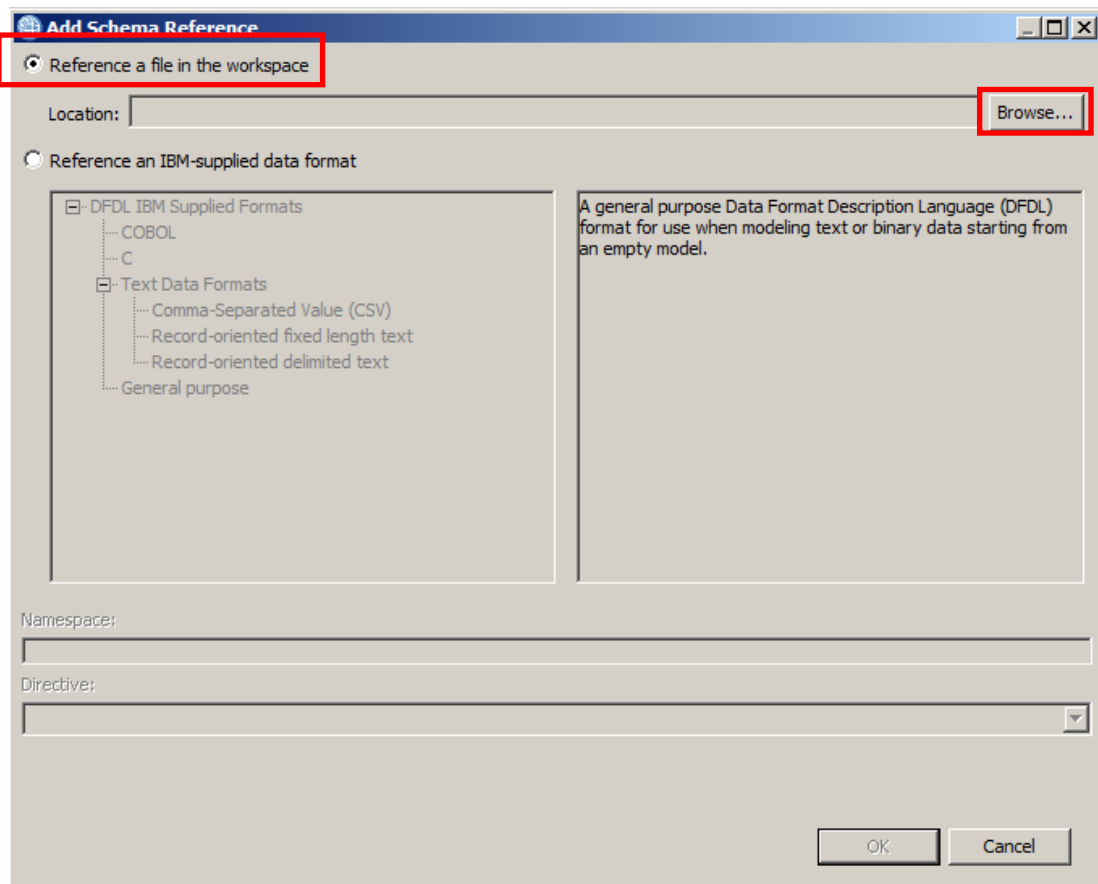 Add Schema Reference
Reference a file in the workspace
Location:
Browse...
Reference an IBM-supplied data format
DFDL IBM Supplied Formats
COBOL
C
Text Data Formats
Comma-Separated Value (CSV)
Record-oriented fixed length text
Record-oriented delimited text
General purpose
A general purpose Data Format Description Language (DFDL)
format for use when modeling text or binary data starting from
an empty model.
Namespace:
Directive:
OK
Cancel